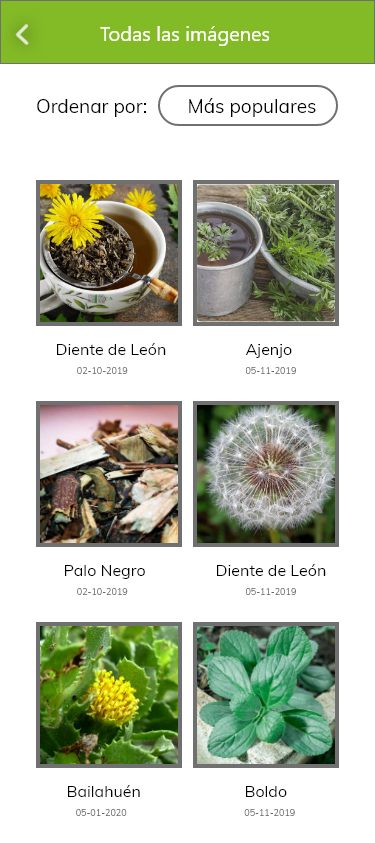 Todas las imágenes
Ordenar por: Más populares
Diente de León Ajenjo
02-10-2019 05-11-2019
Palo Negro Diente de León
02-10-2019 05-11-2019
Bailahuén Boldo
05-01-2020 05-11-2019